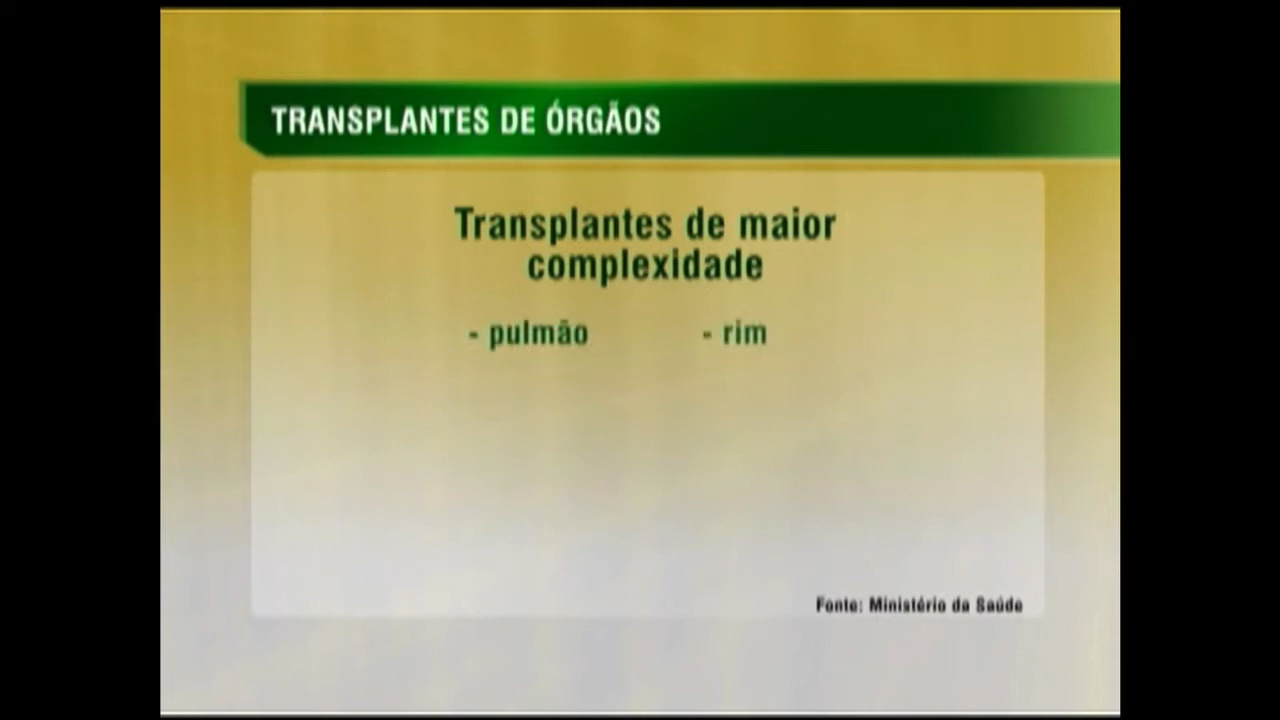 TRANSPLANTES DE ÓRGÃOS
Transplantes de maior
complexidade
- pulmão - rim
Fonte: Ministério da Saúde